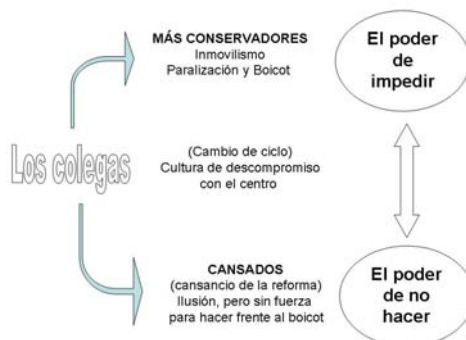 MÁS CONSERVADORES
Inmovilismo
Paralización y Boicot
El poder
de
impedir
Los colegas
(Cambio de ciclo)
Cultura de descompromiso
con el centro
CANSADOS
(cansancio de la reforma)
Ilusión, pero sin fuerza
para hacer frente al boicot
El poder
de no
hacer